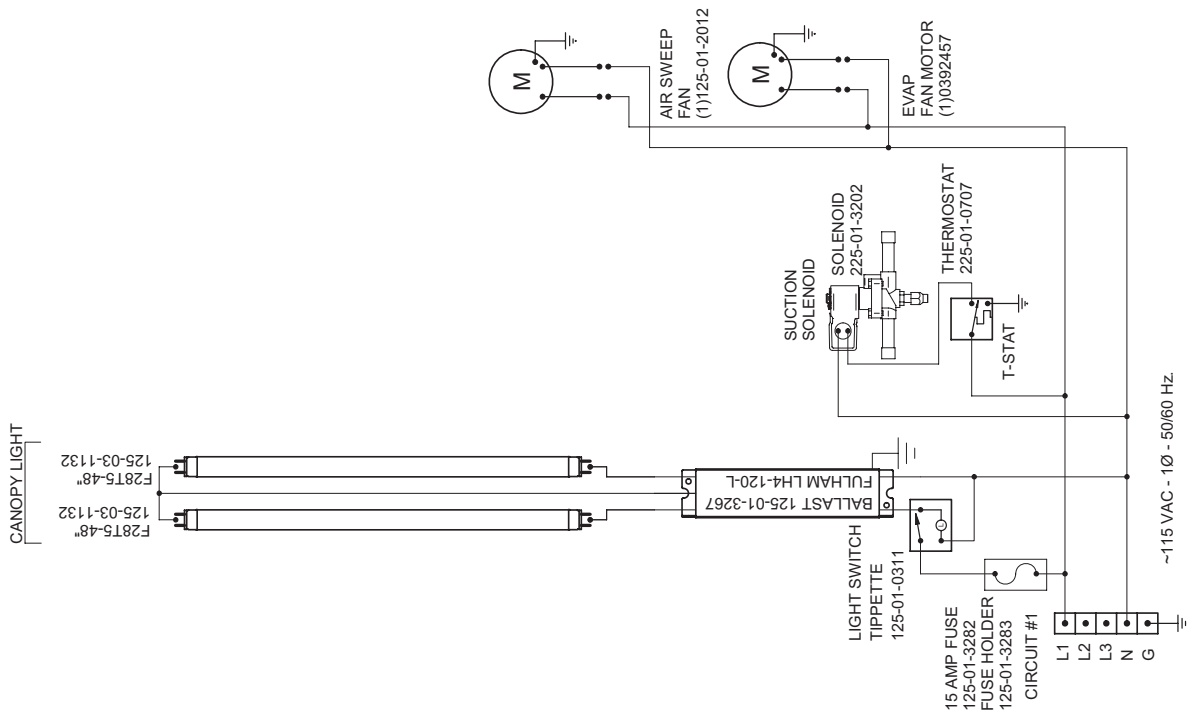 CANOPY LIGHT
F28T5-48"
125-03-1132
F28T5-48"
125-03-1132
BALLAST 125-01-3267
FULHAM LH4-120-L
LIGHT SWITCH
TIPPETTE
125-01-0311
L
15 AMP FUSE
125-01-3282
FUSE HOLDER
125-01-3283
CIRCUIT #1
L1
L2
L3
N
G
~115 VAC - 1Ø - 50/60 Hz.
SUCTION
SOLENOID
SOLENOID
225-01-3202
THERMOSTAT
225-01-0707
T-STAT
M
AIR SWEEP
FAN
(1)125-01-2012
M
EVAP
FAN MOTOR
(1)0392457